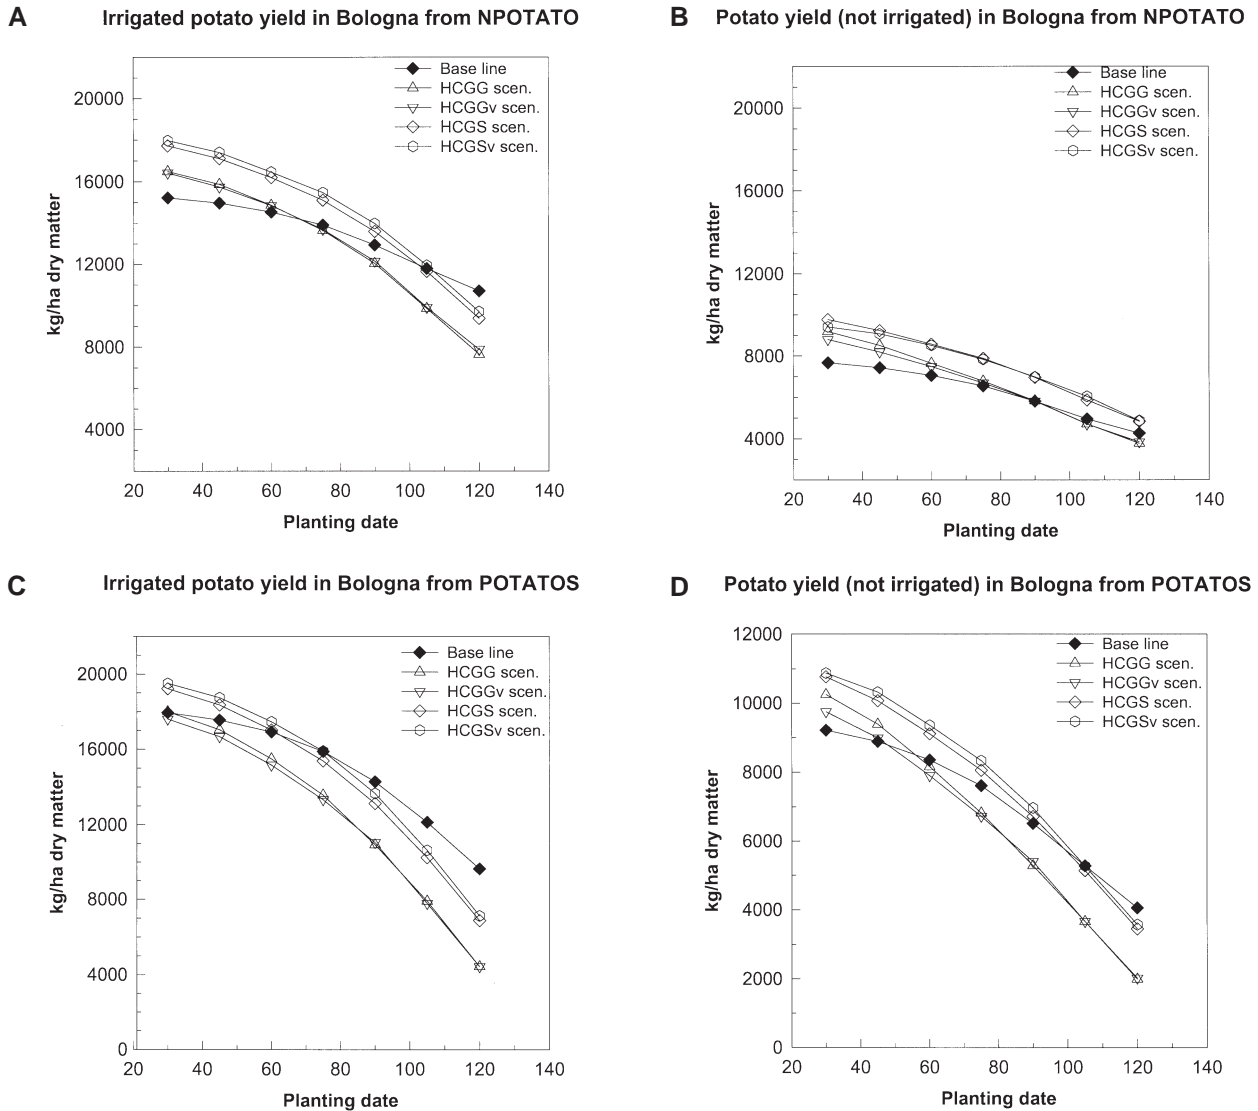 A
Irrigated potato yield in Bologna from NPOTATO
Base line
HCGG scen.
HCGGv scen.
HCGS scen.
HCGSv scen.
20000
16000
12000
8000
4000
kg/ha dry matter
20 40 60 80 100 120 140
Planting date
B
Potato yield (not irrigated) in Bologna from NPOTATO
Base line
HCGG scen.
HCGGv scen.
HCGS scen.
HCGSv scen.
20000
16000
12000
8000
4000
kg/ha dry matter
20 40 60 80 100 120 140
Planting date
C
Irrigated potato yield in Bologna from POTATOS
Base line
HCGG scen.
HCGGv scen.
HCGS scen.
HCGSv scen.
20000
16000
12000
8000
4000
0
kg/ha dry matter
20 40 60 80 100 120 140
Planting date
D
Potato yield (not irrigated) in Bologna from POTATOS
Base line
HCGG scen.
HCGGv scen.
HCGS scen.
HCGSv scen.
12000
10000
8000
6000
4000
2000
0
kg/ha dry matter
20 40 60 80 100 120 140
Planting date